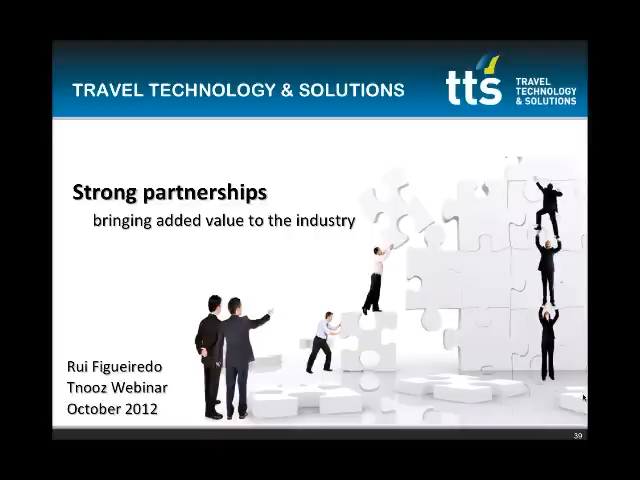 TRAVEL TECHNOLOGY & SOLUTIONS
tts
TRAVEL
TECHNOLOGY
& SOLUTIONS
Strong partnerships
bringing added value to the industry
Rui Figueiredo
Tnooz Webinar
October 2012
39